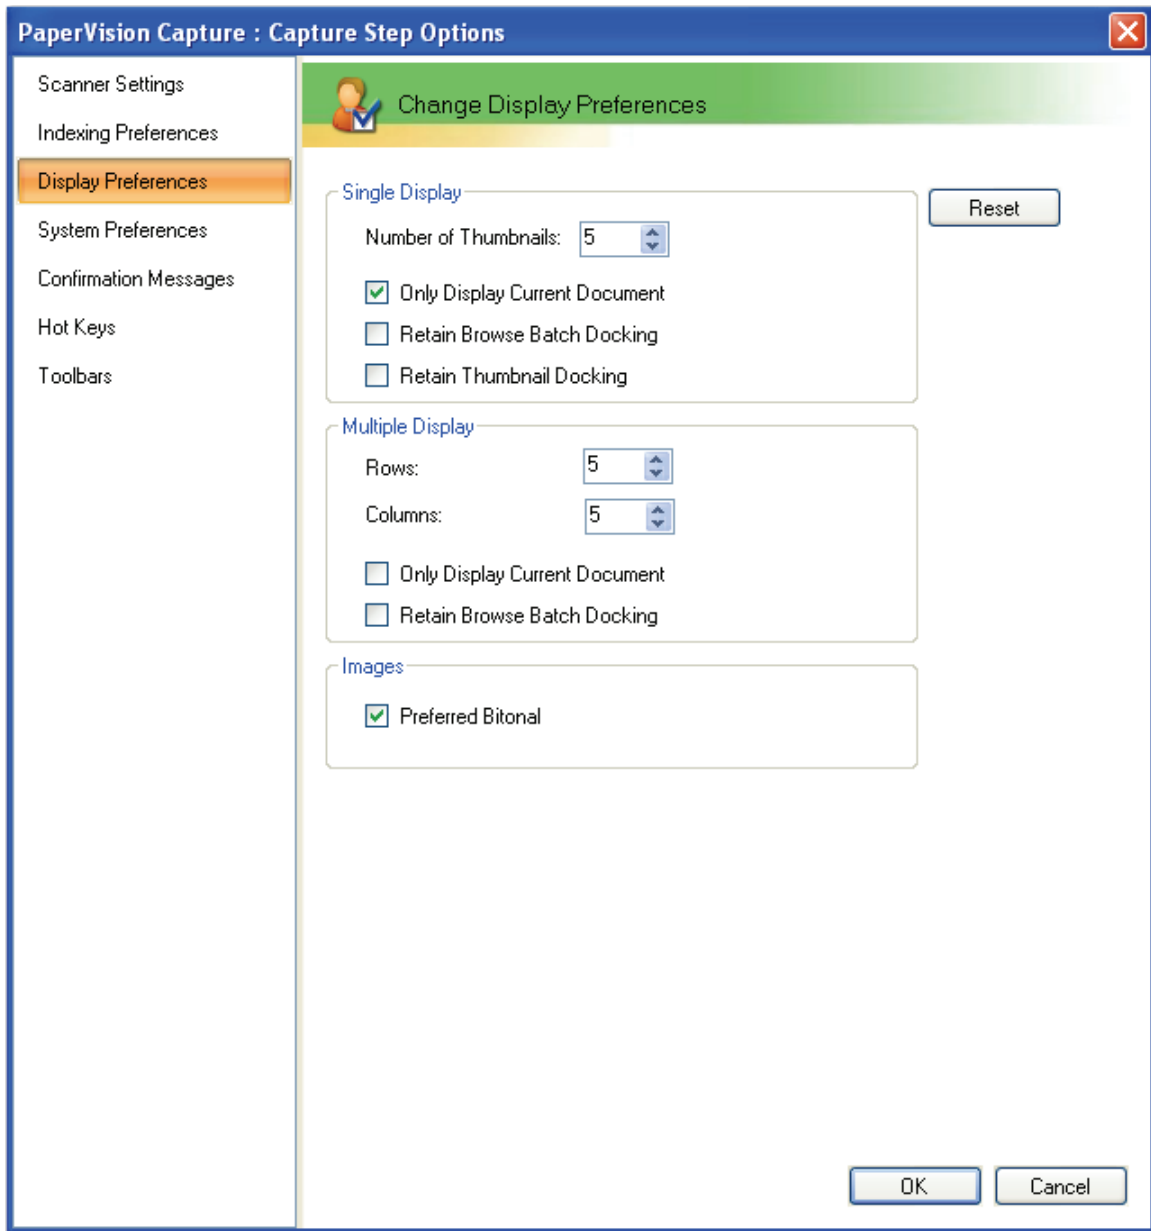 PaperVision Capture : Capture Step Options
Scanner Settings
Indexing Preferences
Display Preferences
System Preferences
Confirmation Messages
Hot Keys
Toolbars
Change Display Preferences
Single Display
Number of Thumbnails: 5
Only Display Current Document
Retain Browse Batch Docking
Retain Thumbnail Docking
Reset
Multiple Display
Rows: 5
Columns: 5
Only Display Current Document
Retain Browse Batch Docking
Images
Preferred Bitonal
OK Cancel